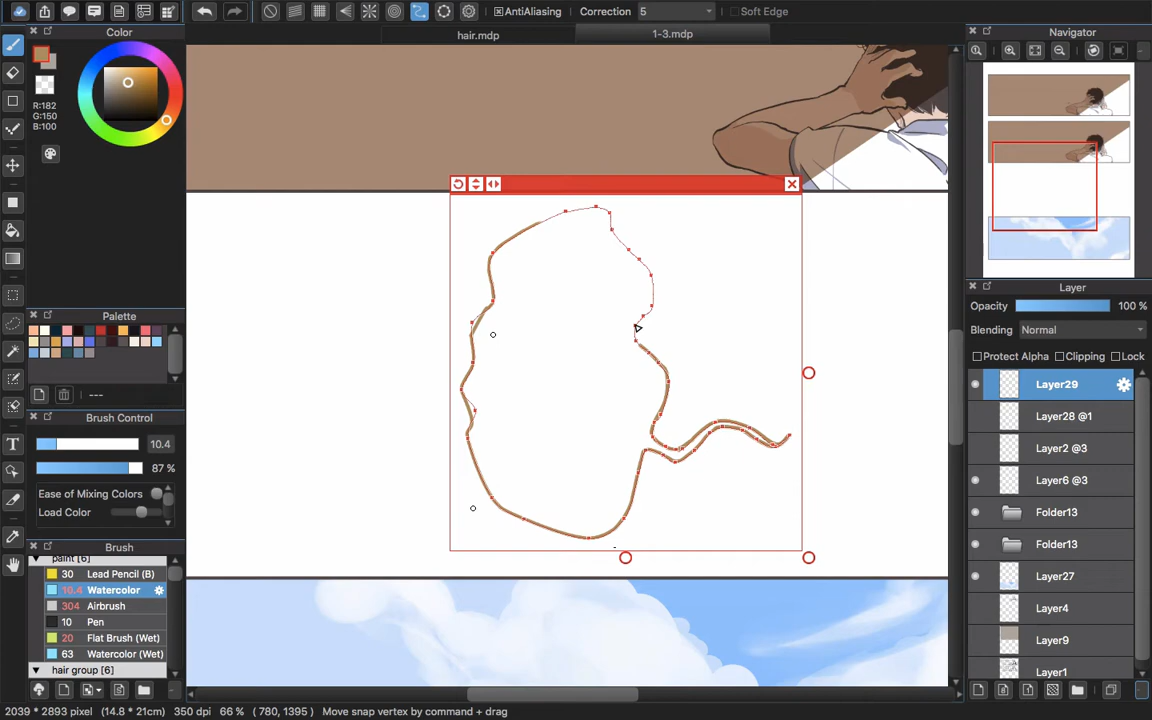 AntiAliasing Correction 5 Soft Edge
hair.mdp 1-3.mdp
Color
R:182
G:150
B:100
Palette
---
Brush Control
10.4
87 %
Ease of Mixing Colors
Load Color
Brush
paint [6]
30 Lead Pencil (B)
10.4 Watercolor
304 Airbrush
10 Pen
20 Flat Brush (Wet)
63 Watercolor (Wet)
hair group [6]
T
Navigator
Layer
Opacity 100 %
Blending Normal
Protect Alpha Clipping Lock
Layer29
Layer28 @1
Layer2 @3
Layer6 @3
Folder13
Folder13
Layer27
Layer4
Layer9
Layer1
2039 * 2893 pixel (14.8 * 21cm) 350 dpi 66 % ( 780, 1395 ) Move snap vertex by command + drag